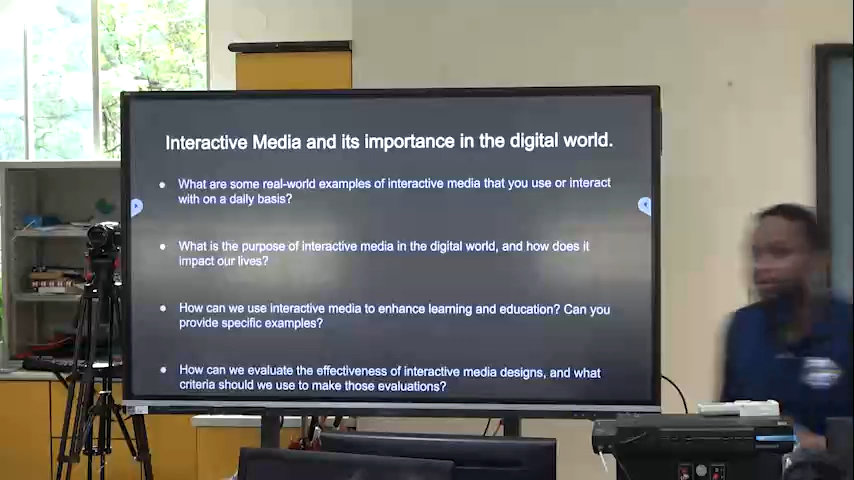 Interactive Media and its importance in the digital world.
• What are some real-world examples of interactive media that you use or interact
with on a daily basis?
• What is the purpose of interactive media in the digital world, and how does it
impact our lives?
• How can we use interactive media to enhance learning and education? Can you
provide specific examples?
• How can we evaluate the effectiveness of interactive media designs, and what
criteria should we use to make those evaluations?